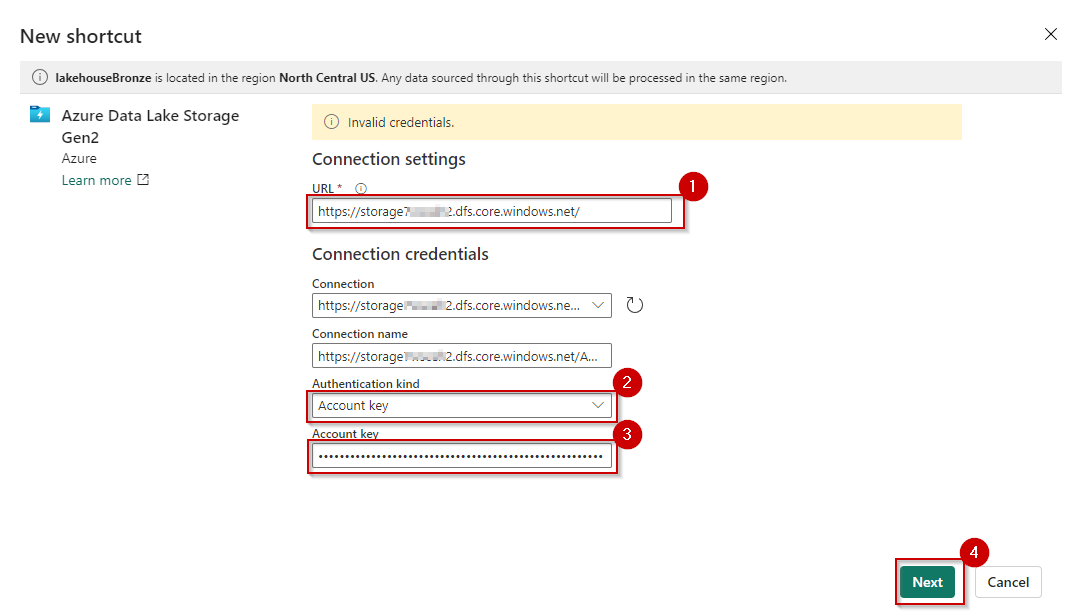 New shortcut
lakehouseBronze is located in the region North Central US. Any data sourced through this shortcut will be processed in the same region.
Azure Data Lake Storage
Gen2
Azure
Learn more
Invalid credentials.
Connection settings
URL *
1
https://storage7 2.dfs.core.windows.net/
Connection credentials
Connection
https://storage 2.dfs.core.windows.ne...
Connection name
https://storage 2.dfs.core.windows.net/A...
Authentication kind
2
Account key
Account key
3
4
Next
Cancel